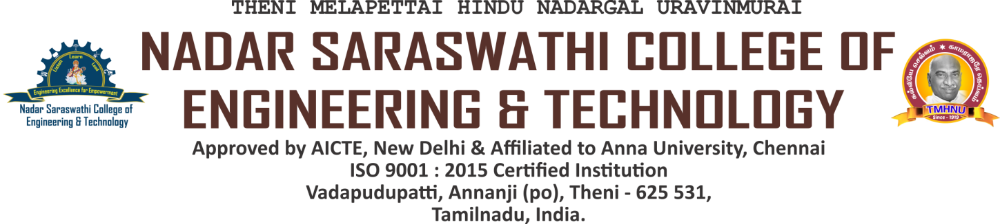 THENI MELAPETTAI HINDU NADARGAL URAVINMURAI
NADAR SARASWATHI COLLEGE OF
ENGINEERING & TECHNOLOGY
Approved by AICTE, New Delhi & Affiliated to Anna University, Chennai
ISO 9001 : 2015 Certified Institution
Vadapudupatti, Annanji (po), Theni - 625 531,
Tamilnadu, India.
Listen Learn Lead
Engineering Excellence for Empowerment
Nadar Saraswathi College of
Engineering & Technology
கல்வியே செல்வம் ★ காமராஜரே தெய்வம்
TMHNU
Since - 1919